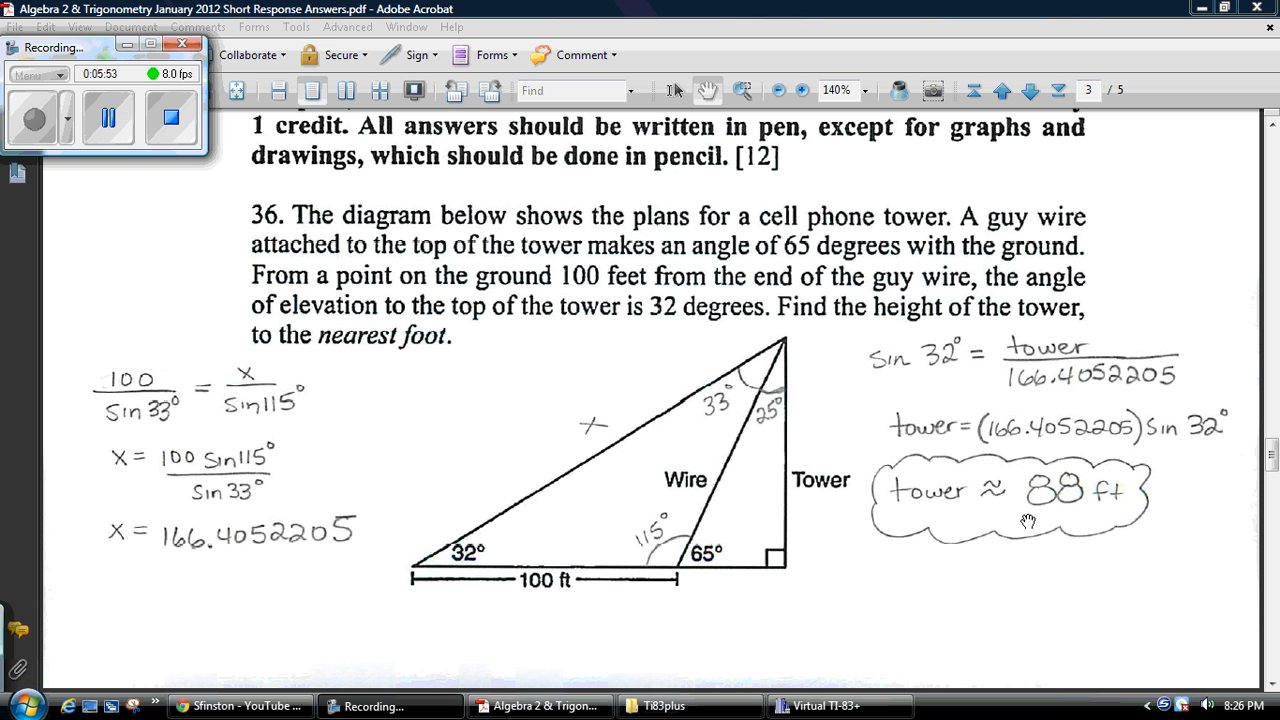 Algebra 2 & Trigonometry January 2012 Short Response Answers.pdf - Adobe Acrobat
File Edit View Document Comments Forms Tools Advanced Window Help
Recording...
Menu 0:05:53 8.0 fps
Collaborate Secure Sign Forms Comment
Find 140% 3 / 5
1 credit. All answers should be written in pen, except for graphs and
drawings, which should be done in pencil. [12]
36. The diagram below shows the plans for a cell phone tower. A guy wire
attached to the top of the tower makes an angle of 65 degrees with the ground.
From a point on the ground 100 feet from the end of the guy wire, the angle
of elevation to the top of the tower is 32 degrees. Find the height of the tower,
to the nearest foot.
100 / Sin 33° = x / Sin 115°
x = 100 Sin 115° / Sin 33°
x = 166.4052205
x
33°
25°
Wire
Tower
115°
32°
65°
100 ft
Sin 32° = tower / 166.4052205
tower = (166.4052205) Sin 32°
tower ≈ 88 ft
Sfinston - YouTube ... Recording... Algebra 2 & Trigon... Ti83plus Virtual TI-83+ 8:26 PM